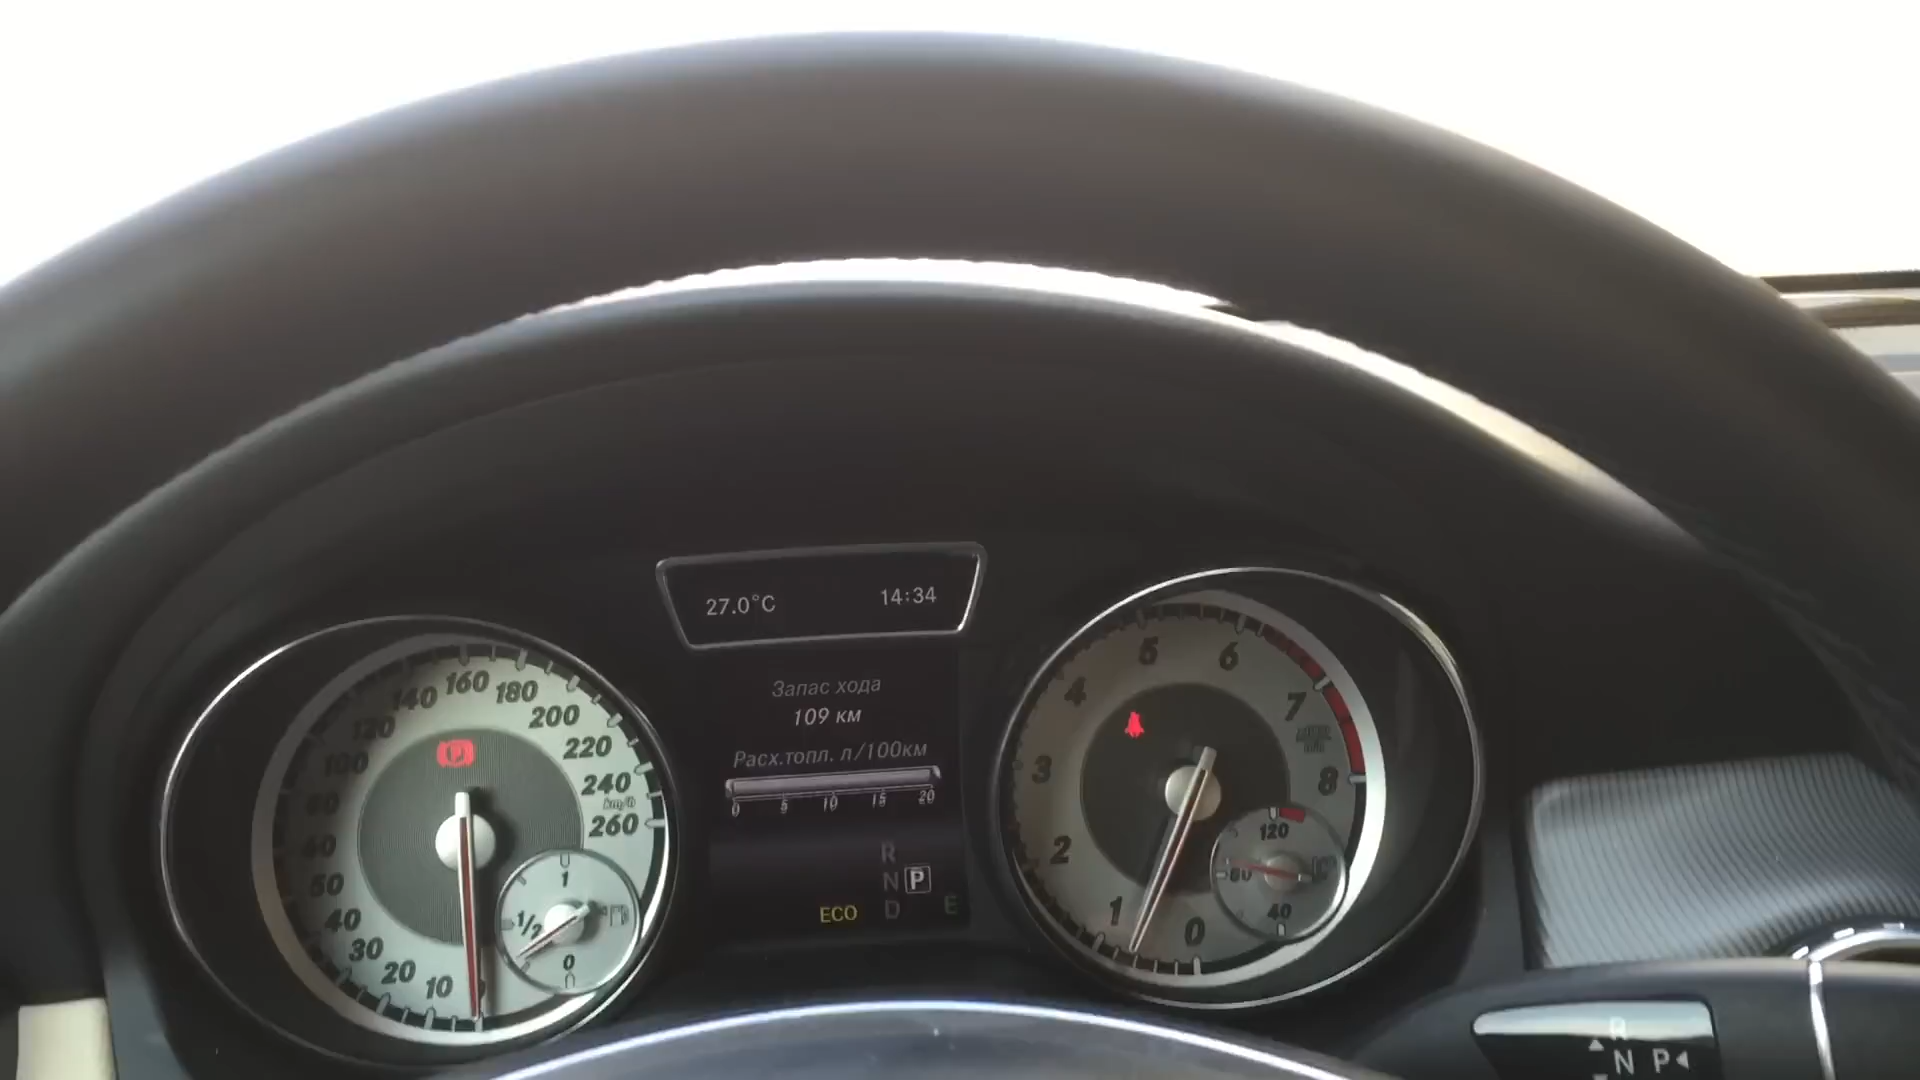 27.0°C 14:34
Запас хода
109 км
Расх.топл. л/100км
0 5 10 15 20
R
N P
ECO D E
10 20 30 40 50 60 80 100 120 140 160 180 200 220 240 260
km/h
1
1/2
0
0 1 2 3 4 5 6 7 8
120
80
40
R
N P